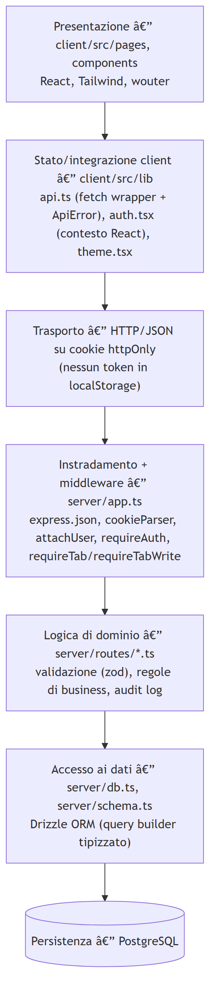 Presentazione â€”
client/src/pages,
components
React, Tailwind, wouter
Stato/integrazione client
â€” client/src/lib
api.ts (fetch wrapper +
ApiError), auth.tsx
(contesto React),
theme.tsx
Trasporto â€” HTTP/JSON
su cookie httpOnly
(nessun token in
localStorage)
Instradamento +
middleware â€”
server/app.ts
express.json, cookieParser,
attachUser, requireAuth,
requireTab/requireTabWrite
Logica di dominio â€”
server/routes/*.ts
validazione (zod), regole
di business, audit log
Accesso ai dati â€”
server/db.ts,
server/schema.ts
Drizzle ORM (query builder
tipizzato)
Persistenza â€” PostgreSQL